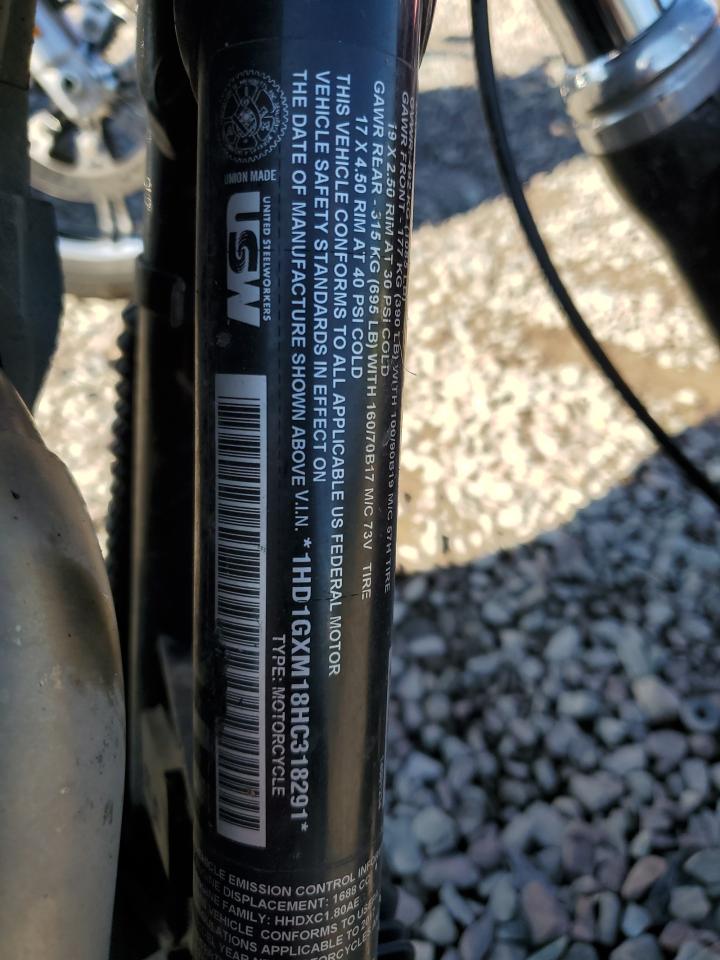 GAWR FRONT - 177 KG (390 LB) WITH 100/90B19 M/C 57H TIRE
19 X 2.50 RIM AT 30 PSI COLD
GAWR REAR - 315 KG (695 LB) WITH 160/70B17 M/C 73V TIRE
17 X 4.50 RIM AT 40 PSI COLD
THIS VEHICLE CONFORMS TO ALL APPLICABLE US FEDERAL MOTOR
VEHICLE SAFETY STANDARDS IN EFFECT ON
THE DATE OF MANUFACTURE SHOWN ABOVE V.I.N. *1HD1GXM18HC318291*
TYPE: MOTORCYCLE
UNION MADE
UNITED STEELWORKERS
USW
VEHICLE EMISSION CONTROL
DISPLACEMENT: 1688 CC
FAMILY: HHDXC1.80AE
VEHICLE CONFORMS TO
APPLICABLE TO